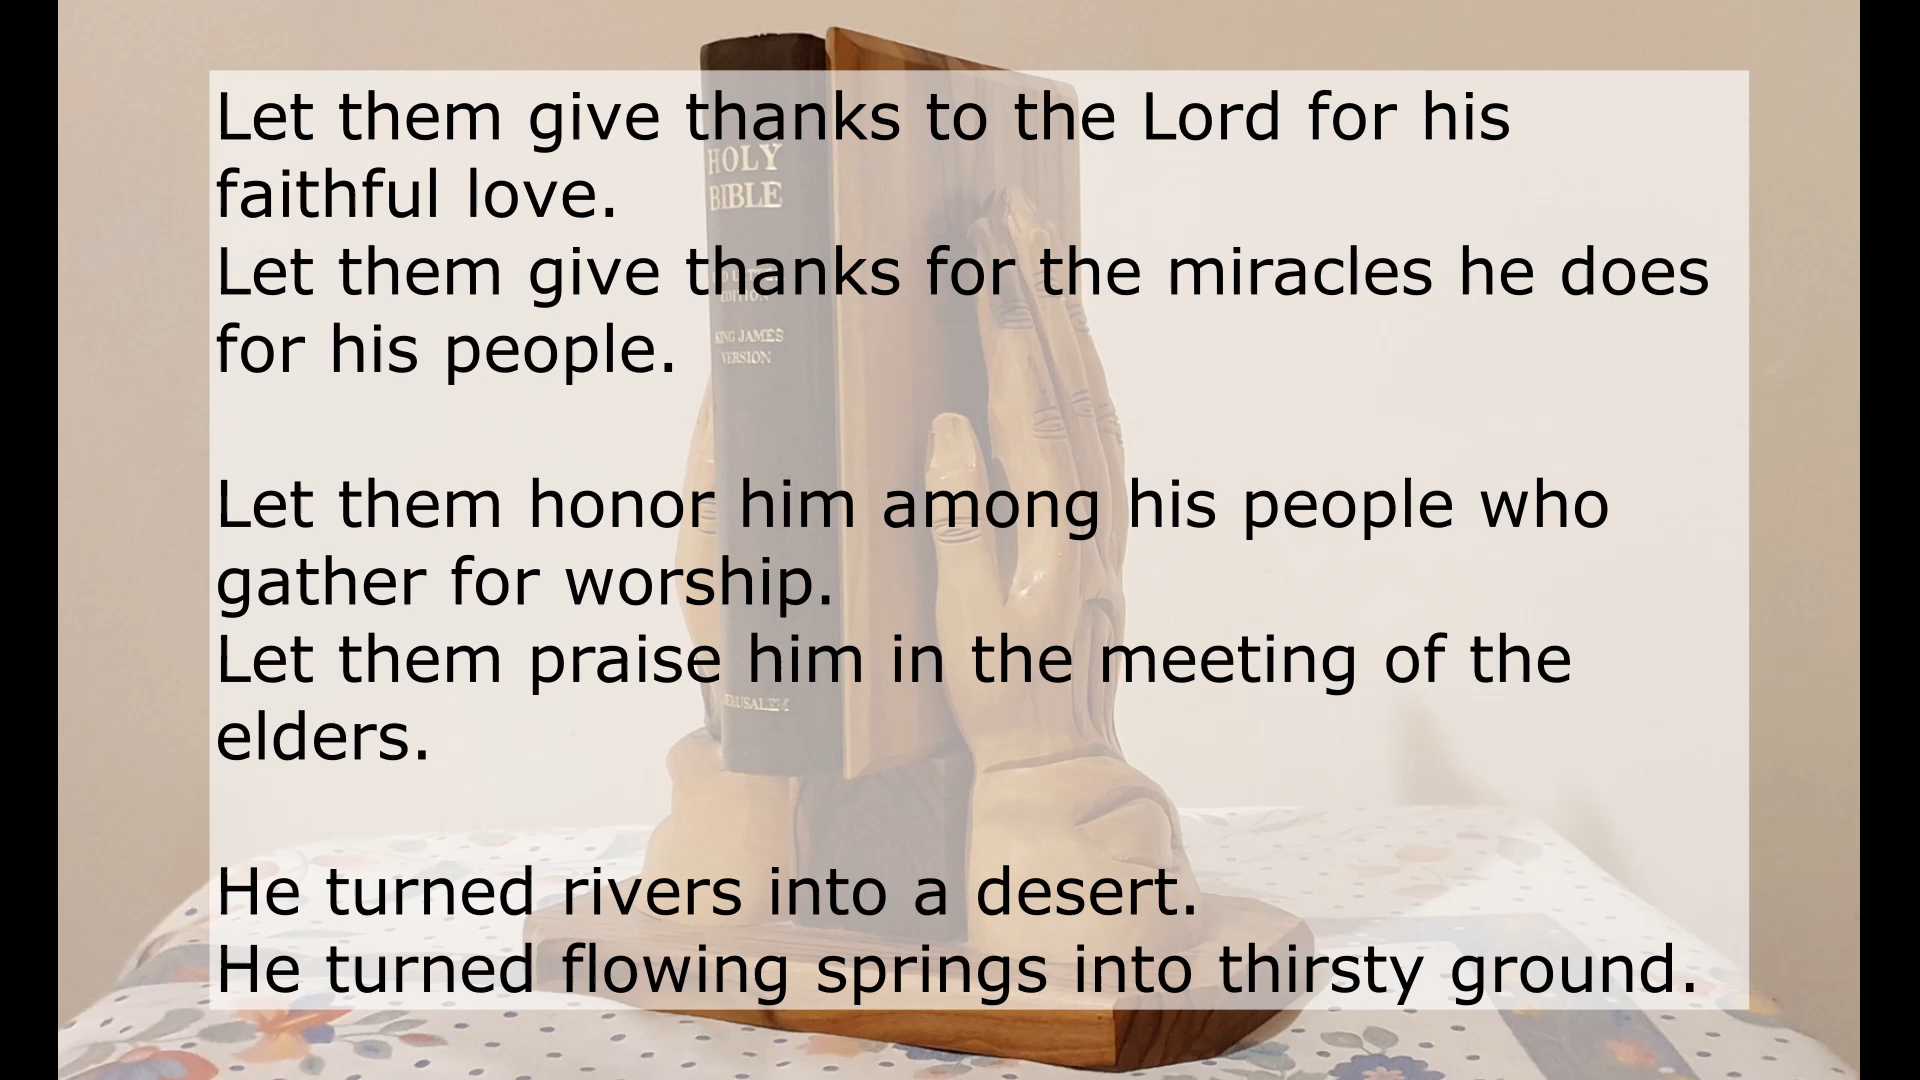 Let them give thanks to the Lord for his
faithful love.
Let them give thanks for the miracles he does
for his people.
Let them honor him among his people who
gather for worship.
Let them praise him in the meeting of the
elders.
He turned rivers into a desert.
He turned flowing springs into thirsty ground.
HOLY
BIBLE
EDITION
KING JAMES
VERSION
JERUSALEM